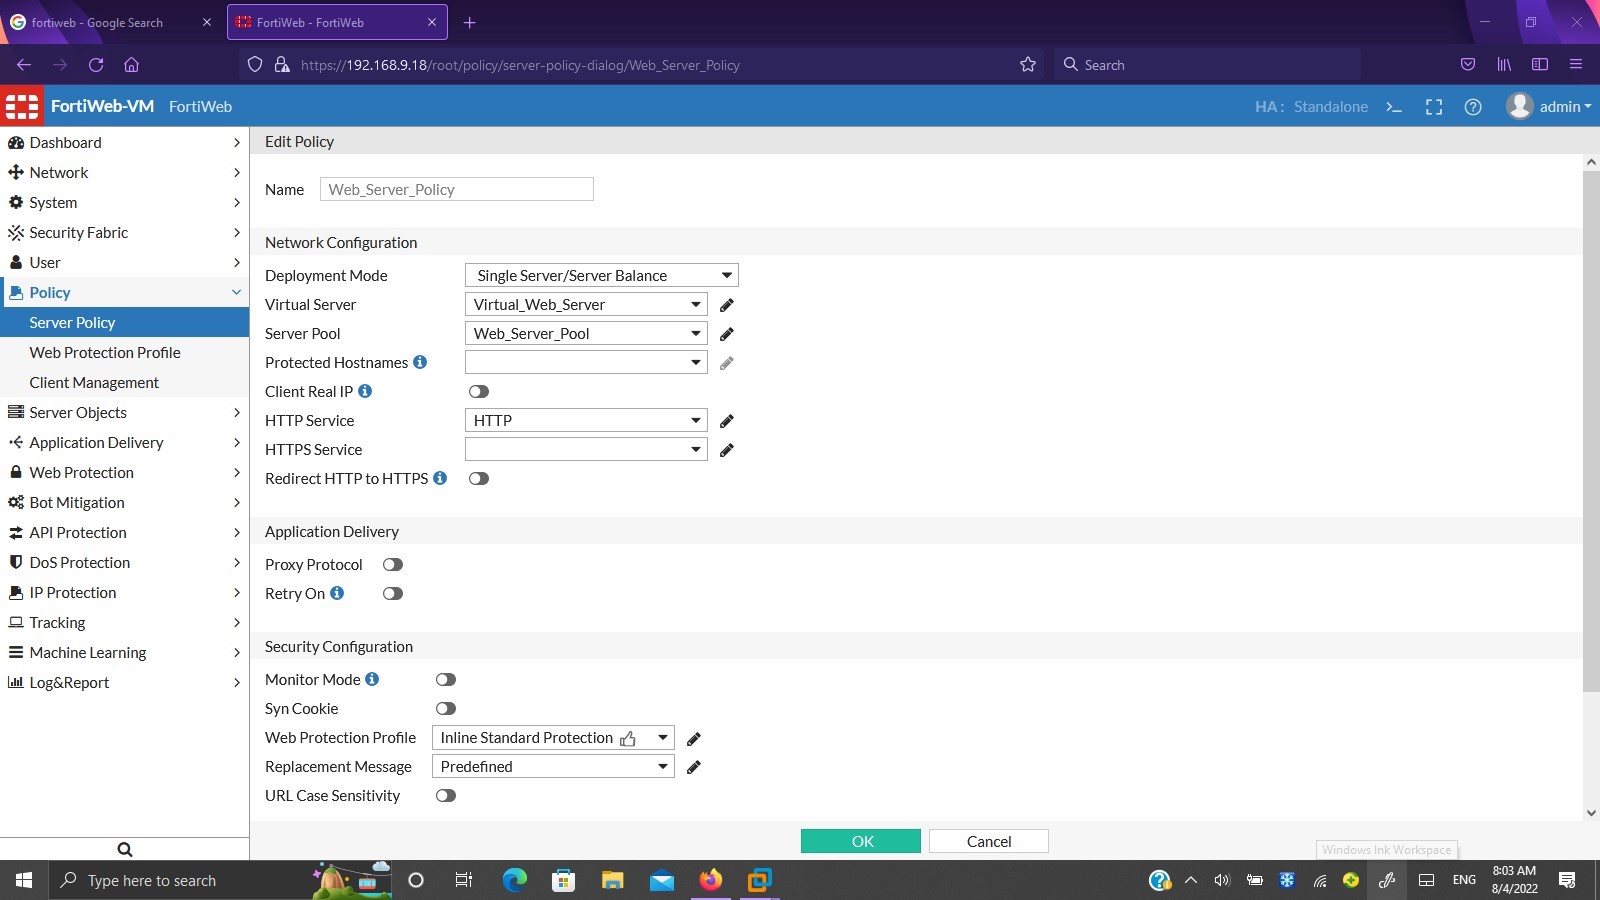 fortiweb - Google Search
FortiWeb - FortiWeb
https://192.168.9.18/root/policy/server-policy-dialog/Web_Server_Policy
Search
FortiWeb-VM FortiWeb
HA: Standalone
admin
Dashboard
Network
System
Security Fabric
User
Policy
Server Policy
Web Protection Profile
Client Management
Server Objects
Application Delivery
Web Protection
Bot Mitigation
API Protection
DoS Protection
IP Protection
Tracking
Machine Learning
Log&Report
Edit Policy
Name Web_Server_Policy
Network Configuration
Deployment Mode Single Server/Server Balance
Virtual Server Virtual_Web_Server
Server Pool Web_Server_Pool
Protected Hostnames
Client Real IP
HTTP Service HTTP
HTTPS Service
Redirect HTTP to HTTPS
Application Delivery
Proxy Protocol
Retry On
Security Configuration
Monitor Mode
Syn Cookie
Web Protection Profile Inline Standard Protection
Replacement Message Predefined
URL Case Sensitivity
OK Cancel
Windows Ink Workspace
Type here to search
ENG
8:03 AM
8/4/2022